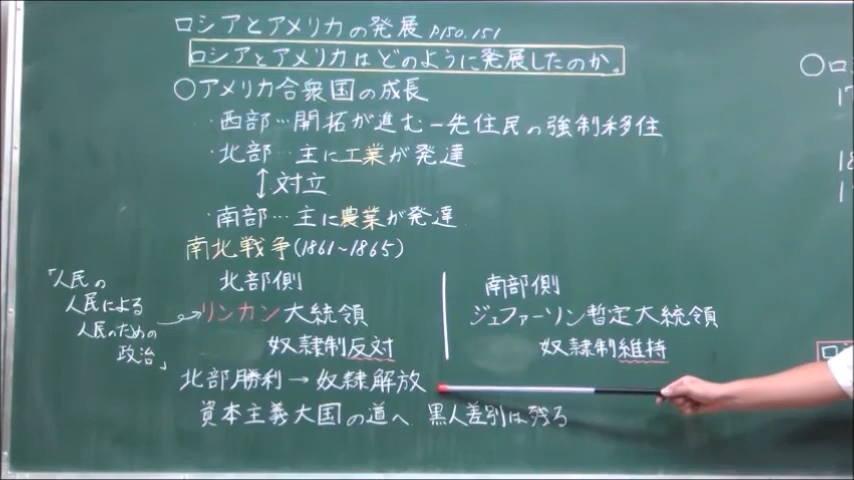 ロシアとアメリカの発展 P150.151
ロシアとアメリカはどのように発展したのか。
○アメリカ合衆国の成長
・西部…開拓が進む―先住民の強制移住
・北部…主に工業が発達
↕対立
・南部…主に農業が発達
南北戦争(1861~1865)
北部側
南部側
「人民の
人民による
人民のための
政治」
リンカン大統領
ジェファーソン暫定大統領
奴隷制反対
奴隷制維持
北部勝利→奴隷解放
資本主義大国の道へ 黒人差別は残る
○ロ
17
18
1
ロ